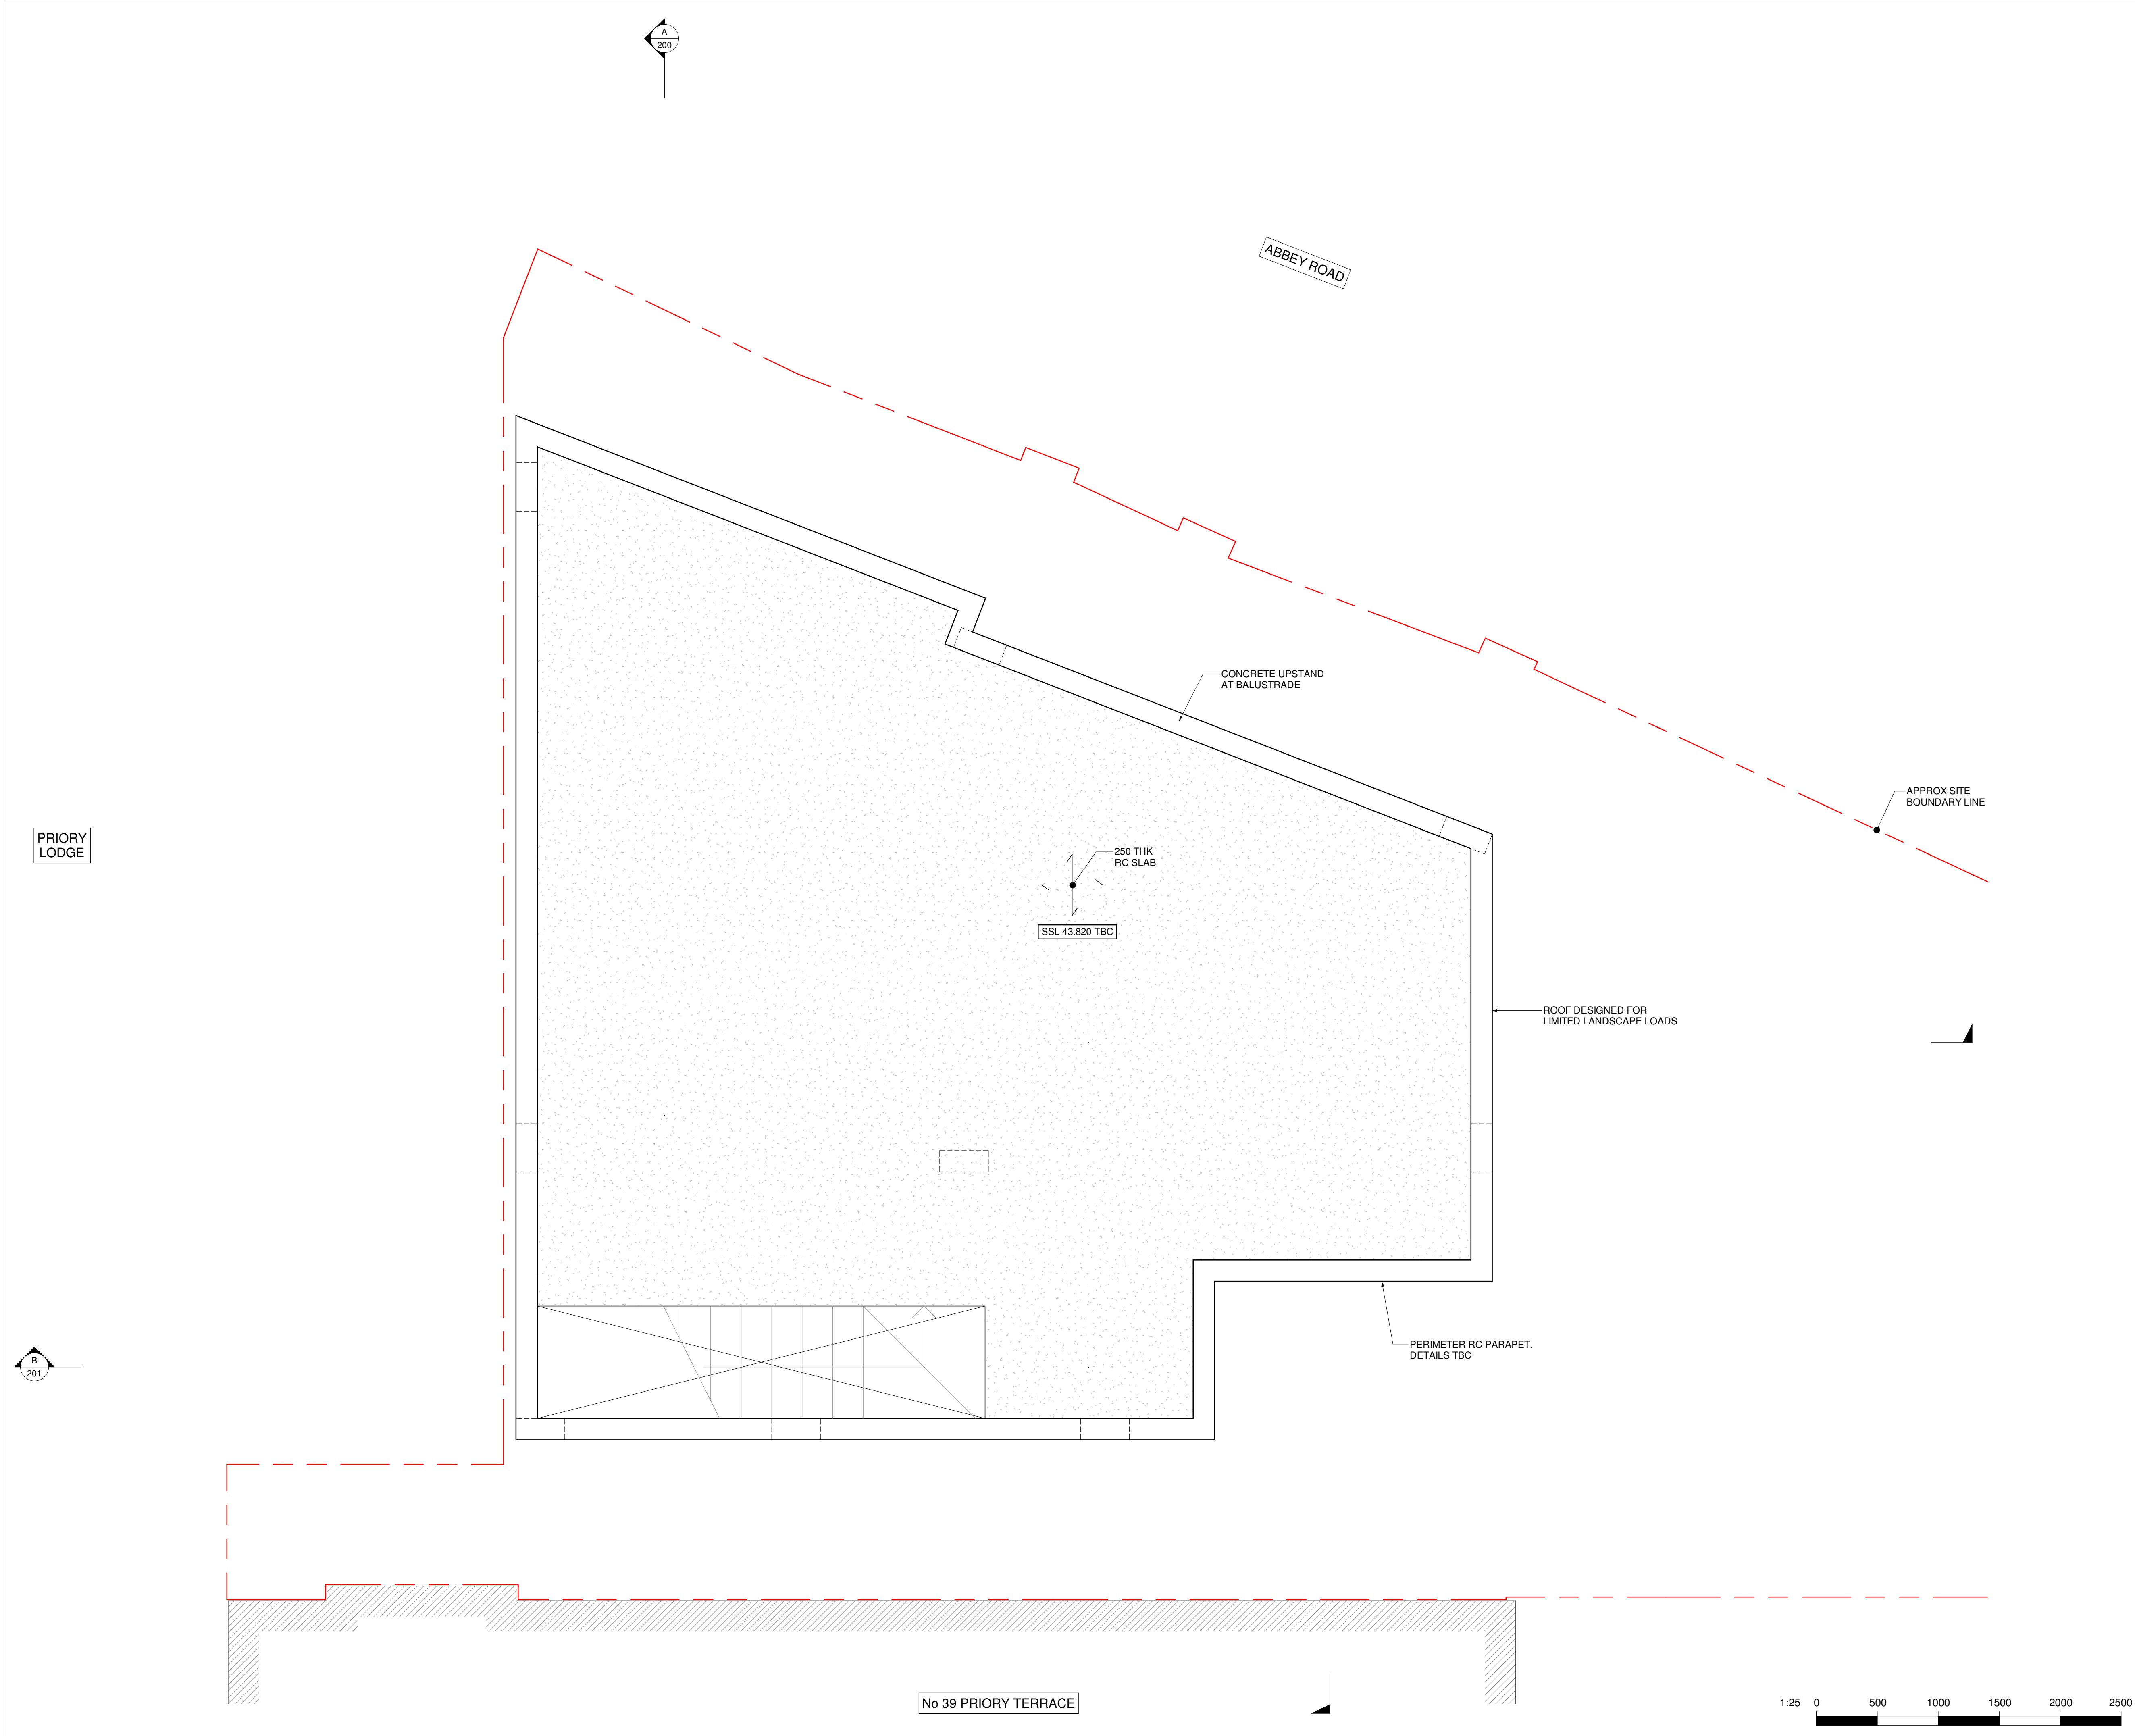 A
200
ABBEY ROAD
CONCRETE UPSTAND
AT BALUSTRADE
APPROX SITE
BOUNDARY LINE
PRIORY
LODGE
250 THK
RC SLAB
SSL 43.820 TBC
ROOF DESIGNED FOR
LIMITED LANDSCAPE LOADS
PERIMETER RC PARAPET.
DETAILS TBC
B
201
No 39 PRIORY TERRACE
1:25 0 500 1000 1500 2000 2500